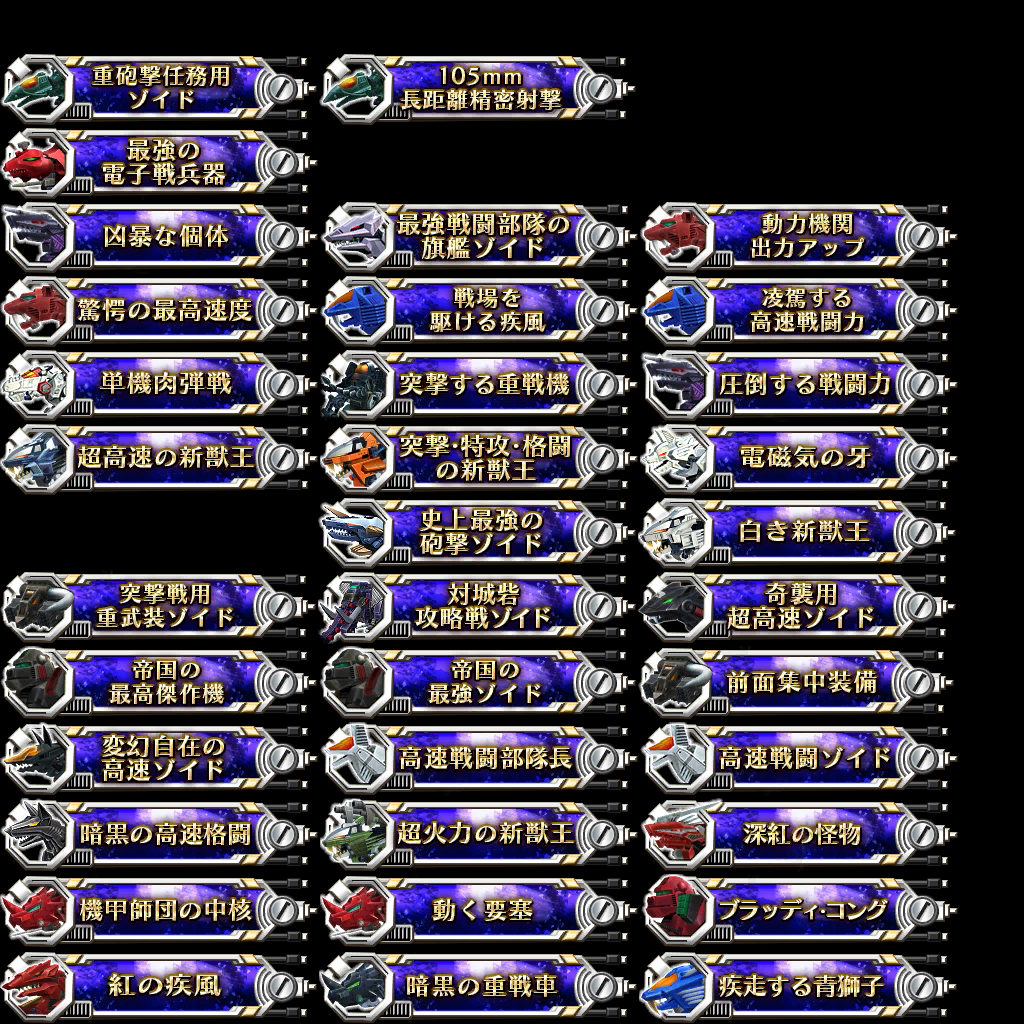 重砲撃任務用
ゾイド
105mm
長距離精密射撃
最強の
電子戦兵器
凶暴な個体
最強戦闘部隊の
旗艦ゾイド
動力機関
出力アップ
驚愕の最高速度
戦場を
駆ける疾風
凌駕する
高速戦闘力
単機肉弾戦
突撃する重戦機
圧倒する戦闘力
超高速の新獣王
突撃・特攻・格闘
の新獣王
電磁気の牙
史上最強の
砲撃ゾイド
白き新獣王
突撃戦用
重武装ゾイド
対城砦
攻略戦ゾイド
奇襲用
超高速ゾイド
帝国の
最高傑作機
帝国の
最強ゾイド
前面集中装備
変幻自在の
高速ゾイド
高速戦闘部隊長
高速戦闘ゾイド
暗黒の高速格闘
超火力の新獣王
深紅の怪物
機甲師団の中核
動く要塞
ブラッディ・コング
紅の疾風
暗黒の重戦車
疾走する青獅子